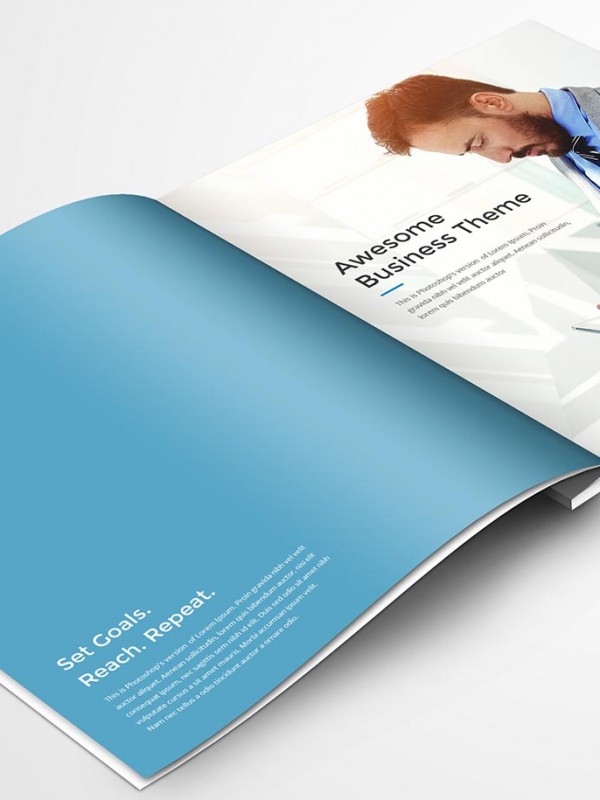 Awesome
Business Theme
This is Photoshop's version of Lorem Ipsum. Proin
gravida nibh vel velit auctor aliquet. Aenean sollicitudin,
lorem quis bibendum auctor
Set Goals.
Reach. Repeat.
This is Photoshop's version of Lorem Ipsum. Proin gravida nibh vel velit
auctor aliquet. Aenean sollicitudin, lorem quis bibendum auctor, nisi elit
consequat ipsum, nec sagittis sem nibh id elit. Duis sed odio sit amet nibh
vulputate cursus a sit amet mauris. Morbi accumsan ipsum velit.
Nam nec tellus a odio tincidunt auctor a ornare odio.